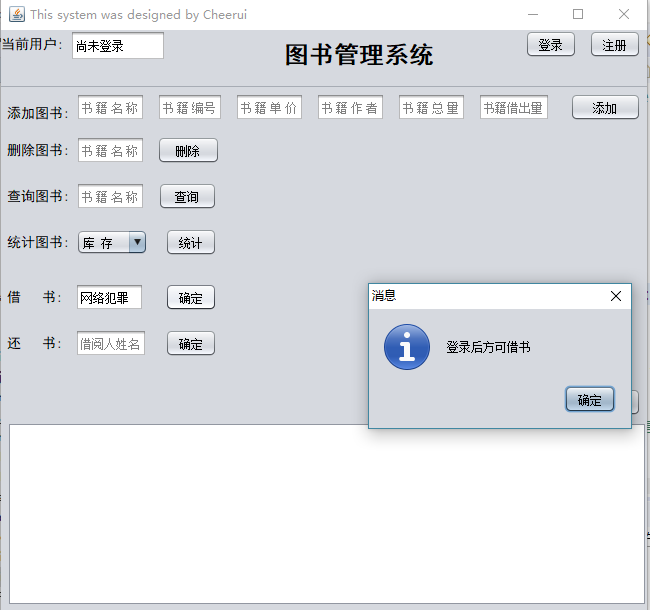 This system was designed by Cheerui
当前用户： 尚未登录 图书管理系统 登录 注册
添加图书： 书籍名称 书籍编号 书籍单价 书籍作者 书籍总量 书籍借出量 添加
删除图书： 书籍名称 删除
查询图书： 书籍名称 查询
统计图书： 库存 统计
借 书： 网络犯罪 确定
还 书： 借阅人姓名 确定
消息
登录后方可借书
确定